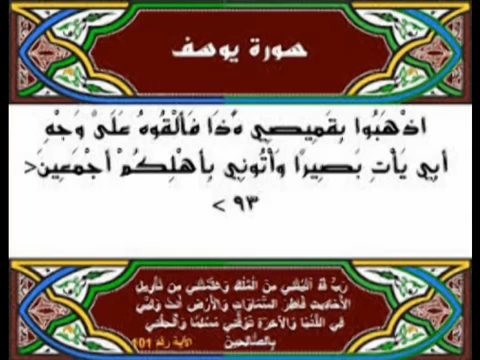 سورة يوسف
اذْهَبُوا بِقَمِيصِي هَٰذَا فَأَلْقُوهُ عَلَىٰ وَجْهِ
أَبِي يَأْتِ بَصِيرًا وَأْتُونِي بِأَهْلِكُمْ أَجْمَعِينَ<
٩٣ >
رَبِّ قَدْ آتَيْتَنِي مِنَ الْمُلْكِ وَعَلَّمْتَنِي مِن تَأْوِيلِ
الْأَحَادِيثِ فَاطِرَ السَّمَاوَاتِ وَالْأَرْضِ أَنتَ وَلِيِّي
فِي الدُّنْيَا وَالْآخِرَةِ تَوَفَّنِي مُسْلِمًا وَأَلْحِقْنِي
بِالصَّالِحِينَ الآية رقم 101